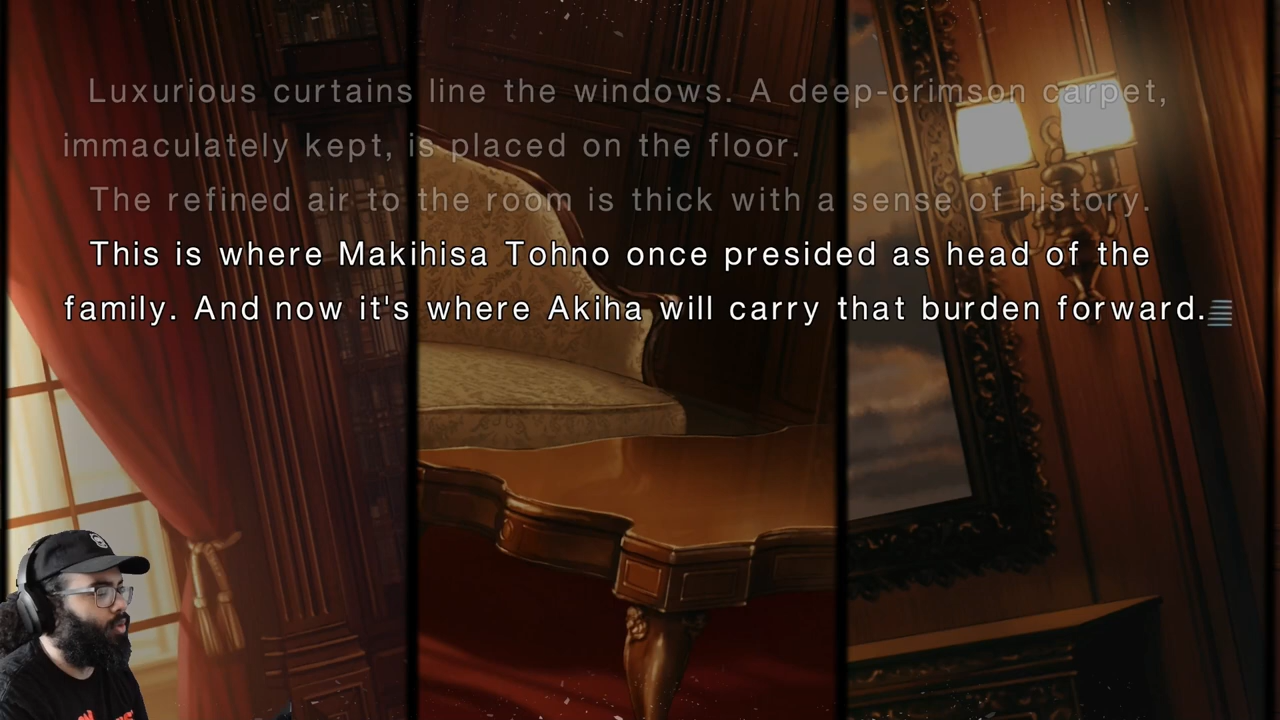 Luxurious curtains line the windows. A deep-crimson carpet,
immaculately kept, is placed on the floor.
The refined air to the room is thick with a sense of history.
This is where Makihisa Tohno once presided as head of the
family. And now it's where Akiha will carry that burden forward.